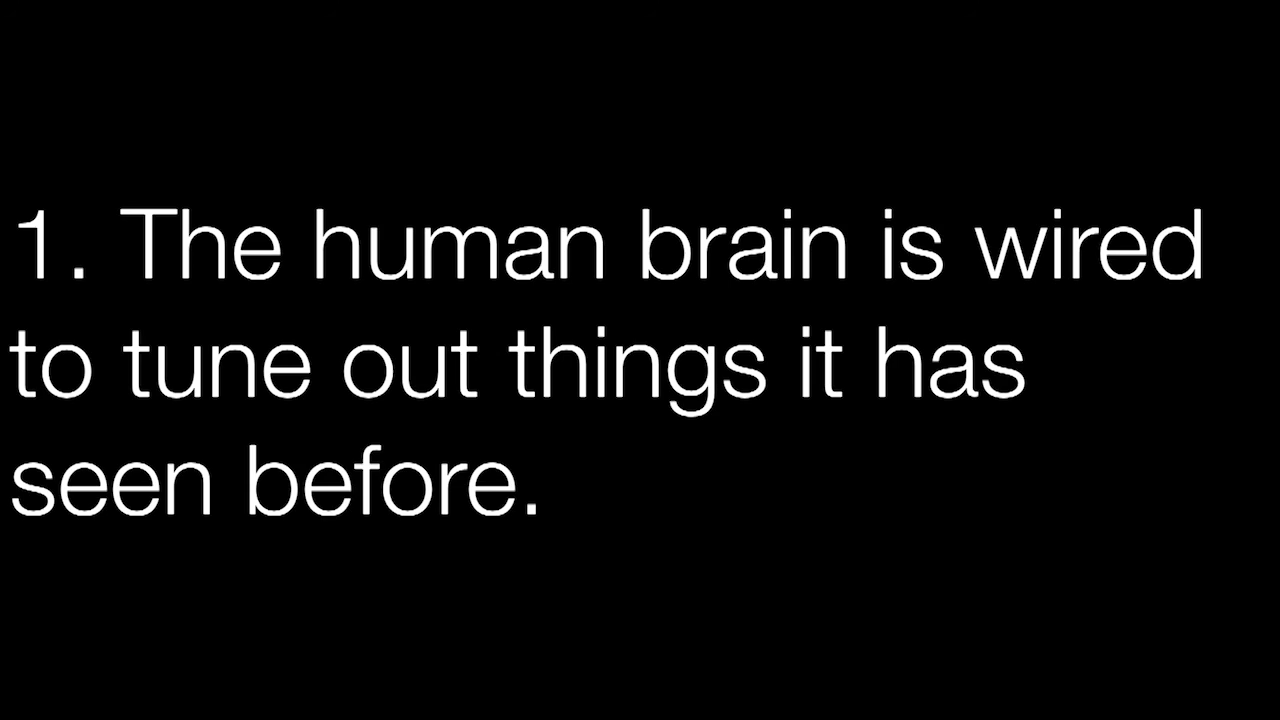 1. The human brain is wired
to tune out things it has
seen before.